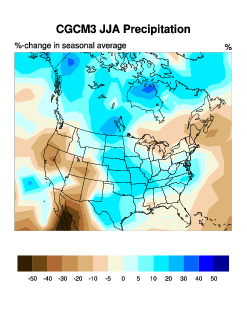 CGCM3 JJA Precipitation
%-change in seasonal average %
-50 -40 -30 -20 -10 -5 0 5 10 20 30 40 50